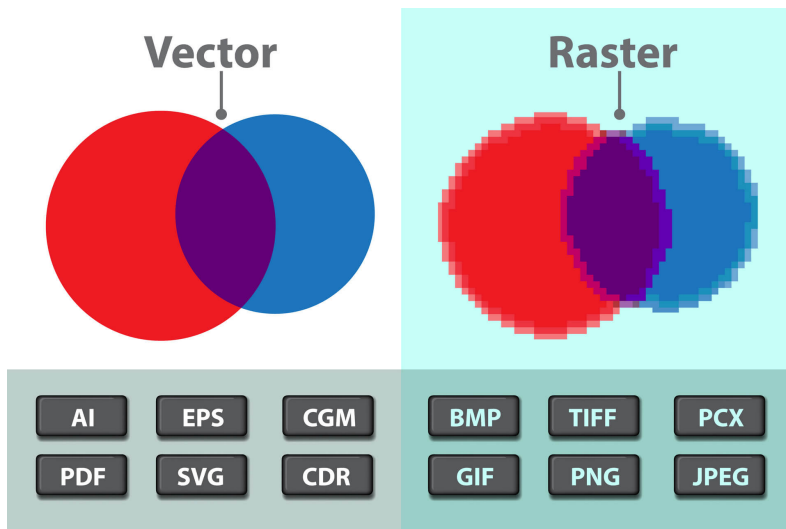 Vector
Raster
AI EPS CGM
PDF SVG CDR
BMP TIFF PCX
GIF PNG JPEG